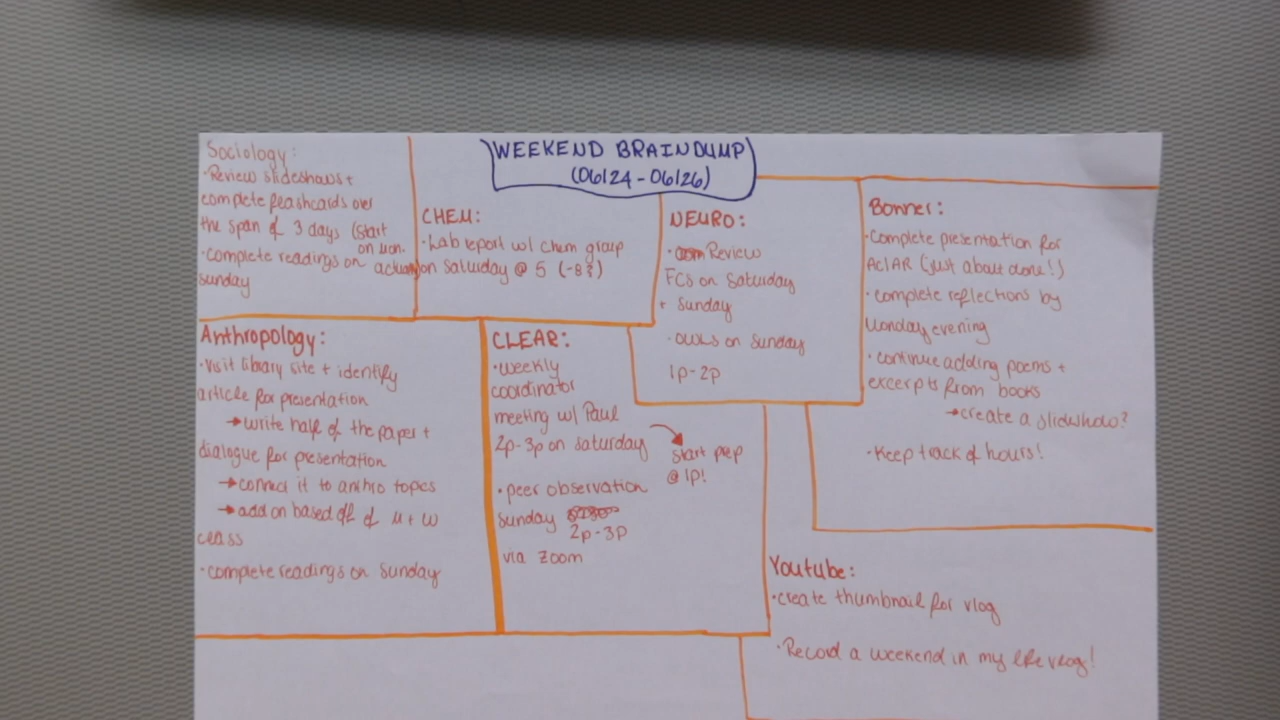 WEEKEND BRAINDUMP
(06/24 - 06/26)
Sociology:
• Review slideshows +
complete flashcards over
the span of 3 days (start
on Mon.
• complete readings on actually
sunday
CHEM:
• Lab report w/ chem group
on Saturday @ 5 (-8?)
NEURO:
• Review
FCS on Saturday
+ Sunday
• OWLS on Sunday
1p-2p
Bonner:
• Complete presentation for
ACIAR (just about done!)
• complete reflections by
Monday evening
• continue adding poems +
excerpts from books
→ create a slideshow?
• Keep track of hours!
Anthropology:
• Visit library site + identify
article for presentation
→ write half of the paper +
dialogue for presentation
→ connect it to anthro topics
→ add on based off of M + W
class
• complete readings on Sunday
CLEAR:
• weekly
coordinator
meeting w/ Paul
2p-3p on saturday
start prep
@ 1p!
• peer observation
sunday
2p-3p
via zoom
Youtube:
• create thumbnail for vlog
• Record a weekend in my life vlog!